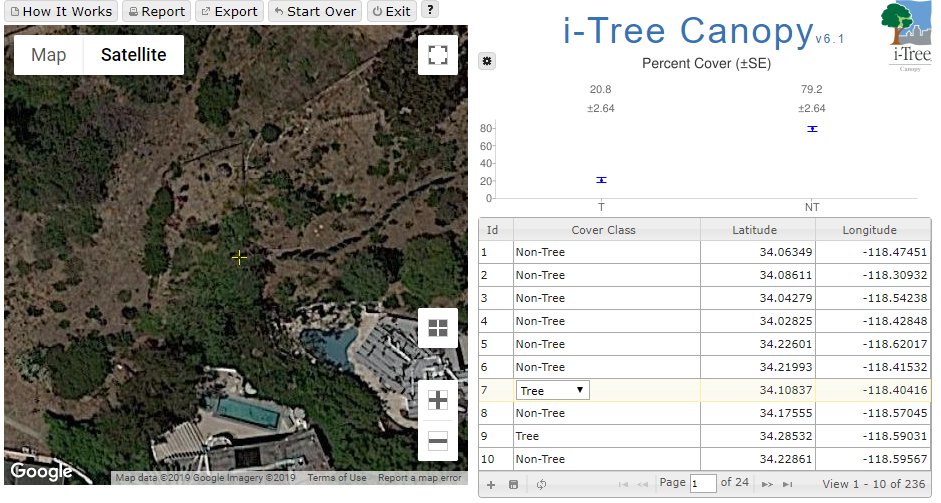 How It Works Report Export Start Over Exit ?
Map Satellite
i-Tree Canopy v6.1
i-Tree
Canopy
Percent Cover (±SE)
20.8 79.2
±2.64 ±2.64
80
60
40
20
0
T NT
Id Cover Class Latitude Longitude
1 Non-Tree 34.06349 -118.47451
2 Non-Tree 34.08611 -118.30932
3 Non-Tree 34.04279 -118.54238
4 Non-Tree 34.02825 -118.42848
5 Non-Tree 34.22601 -118.62017
6 Non-Tree 34.21993 -118.41532
7 Tree 34.10837 -118.40416
8 Non-Tree 34.17555 -118.57045
9 Tree 34.28532 -118.59031
10 Non-Tree 34.22861 -118.59567
Page 1 of 24 View 1 - 10 of 236
Google Map data ©2019 Google Imagery ©2019 Terms of Use Report a map error